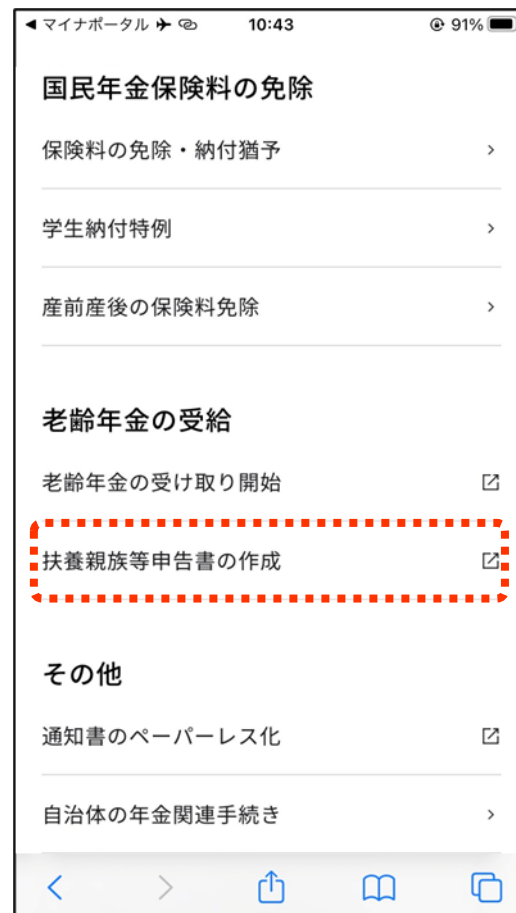 ◀ マイナポータル 10:43 91%
国民年金保険料の免除
保険料の免除・納付猶予
学生納付特例
産前産後の保険料免除
老齢年金の受給
老齢年金の受け取り開始
扶養親族等申告書の作成
その他
通知書のペーパーレス化
自治体の年金関連手続き